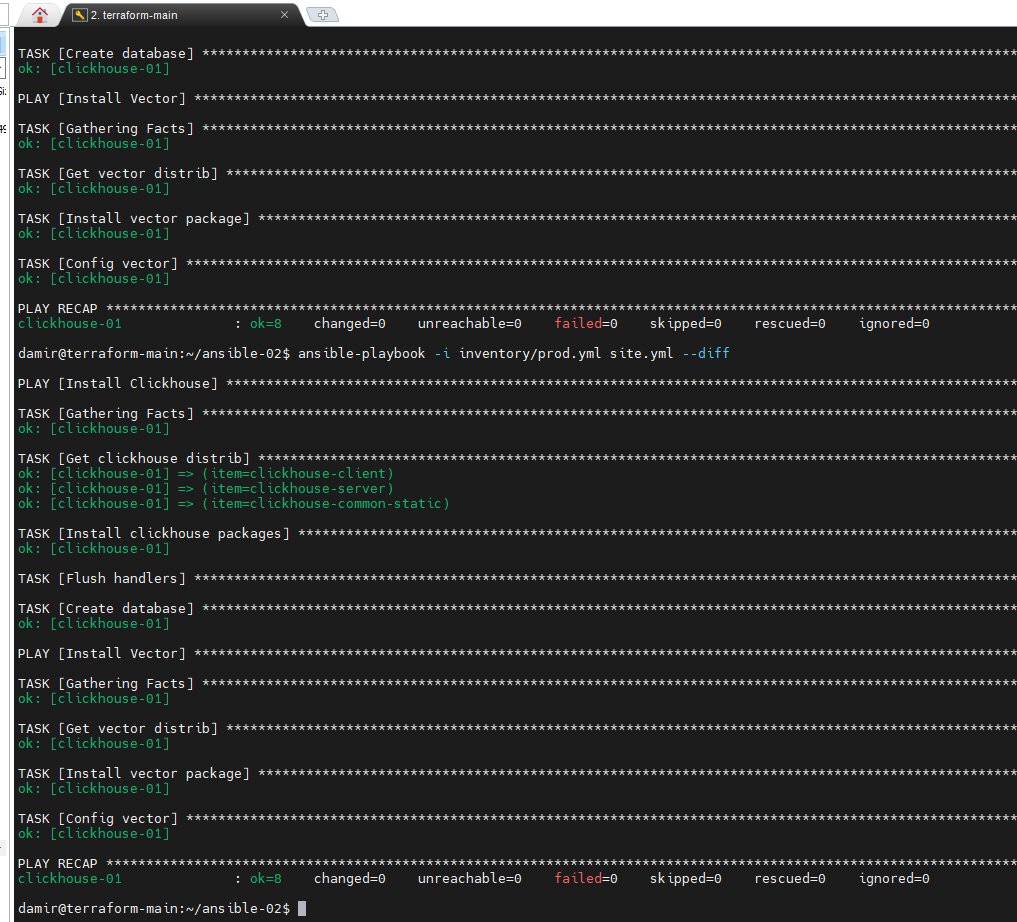 2. terraform-main
TASK [Create database] ******************************************************************************************************
ok: [clickhouse-01]
PLAY [Install Vector] *******************************************************************************************************
TASK [Gathering Facts] ******************************************************************************************************
ok: [clickhouse-01]
TASK [Get vector distrib] ***************************************************************************************************
ok: [clickhouse-01]
TASK [Install vector package] ***********************************************************************************************
ok: [clickhouse-01]
TASK [Config vector] ********************************************************************************************************
ok: [clickhouse-01]
PLAY RECAP ******************************************************************************************************************
clickhouse-01              : ok=8    changed=0    unreachable=0    failed=0    skipped=0    rescued=0    ignored=0
damir@terraform-main:~/ansible-02$ ansible-playbook -i inventory/prod.yml site.yml --diff
PLAY [Install Clickhouse] ***************************************************************************************************
TASK [Gathering Facts] ******************************************************************************************************
ok: [clickhouse-01]
TASK [Get clickhouse distrib] ***********************************************************************************************
ok: [clickhouse-01] => (item=clickhouse-client)
ok: [clickhouse-01] => (item=clickhouse-server)
ok: [clickhouse-01] => (item=clickhouse-common-static)
TASK [Install clickhouse packages] ******************************************************************************************
ok: [clickhouse-01]
TASK [Flush handlers] *******************************************************************************************************
TASK [Create database] ******************************************************************************************************
ok: [clickhouse-01]
PLAY [Install Vector] *******************************************************************************************************
TASK [Gathering Facts] ******************************************************************************************************
ok: [clickhouse-01]
TASK [Get vector distrib] ***************************************************************************************************
ok: [clickhouse-01]
TASK [Install vector package] ***********************************************************************************************
ok: [clickhouse-01]
TASK [Config vector] ********************************************************************************************************
ok: [clickhouse-01]
PLAY RECAP ******************************************************************************************************************
clickhouse-01              : ok=8    changed=0    unreachable=0    failed=0    skipped=0    rescued=0    ignored=0
damir@terraform-main:~/ansible-02$